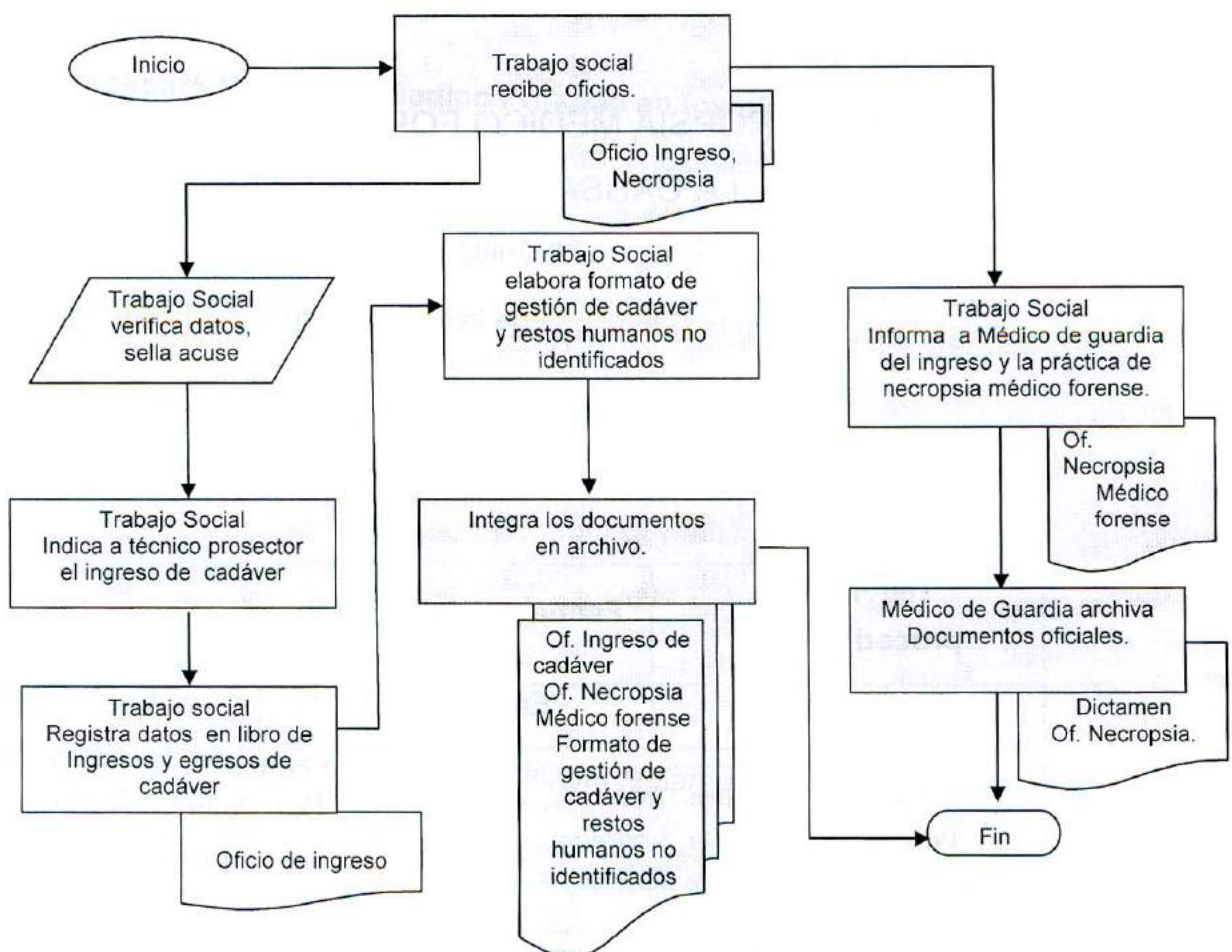 Inicio
Trabajo social
recibe oficios.
Oficio Ingreso,
Necropsia
Trabajo Social
verifica datos,
sella acuse
Trabajo Social
Indica a técnico prosector
el ingreso de cadáver
Trabajo social
Registra datos en libro de
Ingresos y egresos de
cadáver
Oficio de ingreso
Trabajo Social
elabora formato de
gestión de cadáver
y restos humanos no
identificados
Integra los documentos
en archivo.
Of. Ingreso de
cadáver
Of. Necropsia
Médico forense
Formato de
gestión de
cadáver y
restos
humanos no
identificados
Trabajo Social
Informa a Médico de guardia
del ingreso y la práctica de
necropsia médico forense.
Of.
Necropsia
Médico
forense
Médico de Guardia archiva
Documentos oficiales.
Dictamen
Of. Necropsia.
Fin